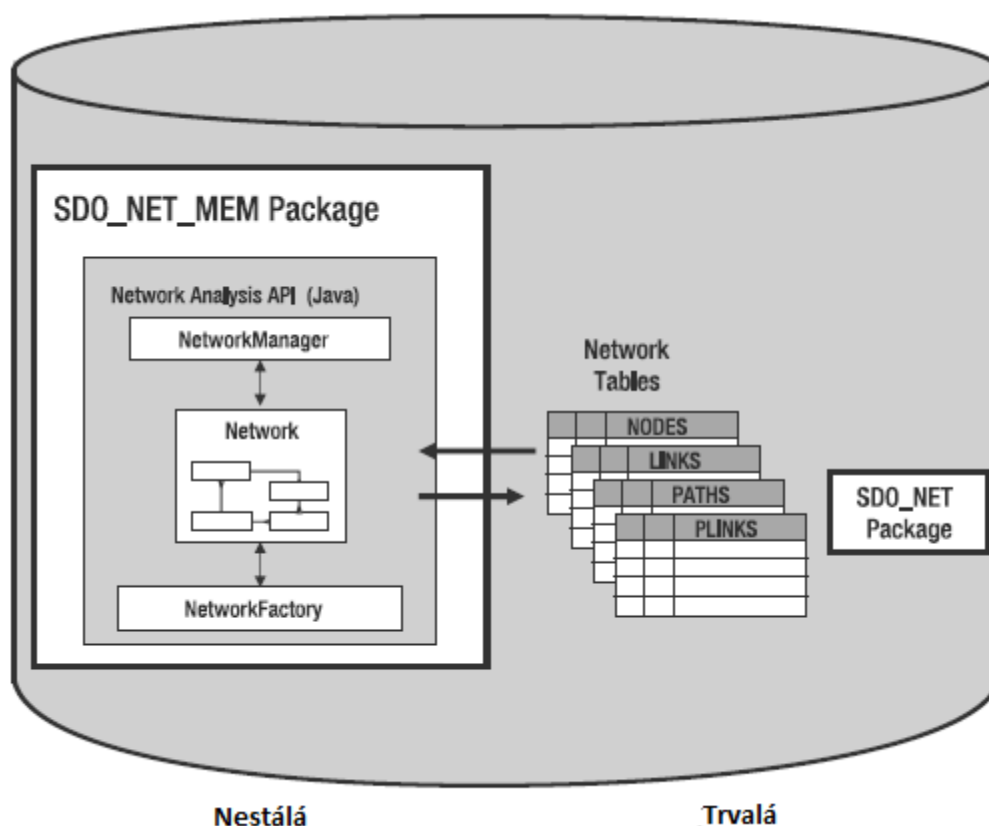 SDO_NET_MEM Package
Network Analysis API (Java)
NetworkManager
Network
NetworkFactory
Network
Tables
NODES
LINKS
PATHS
PLINKS
SDO_NET
Package
Nestálá
Trvalá